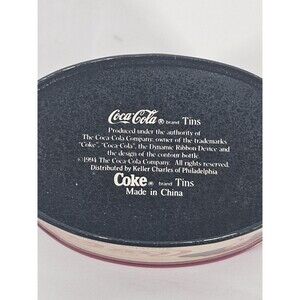 Coca-Cola ® brand Tins
Produced under the authority of
The Coca-Cola Company, owner of the trademarks
"Coke", "Coca-Cola", the Dynamic Ribbon Device and
the design of the contour bottle
©1994 The Coca-Cola Company. All rights reserved.
Distributed by Keller Charles of Philadelphia
Coke ® brand Tins
Made in China